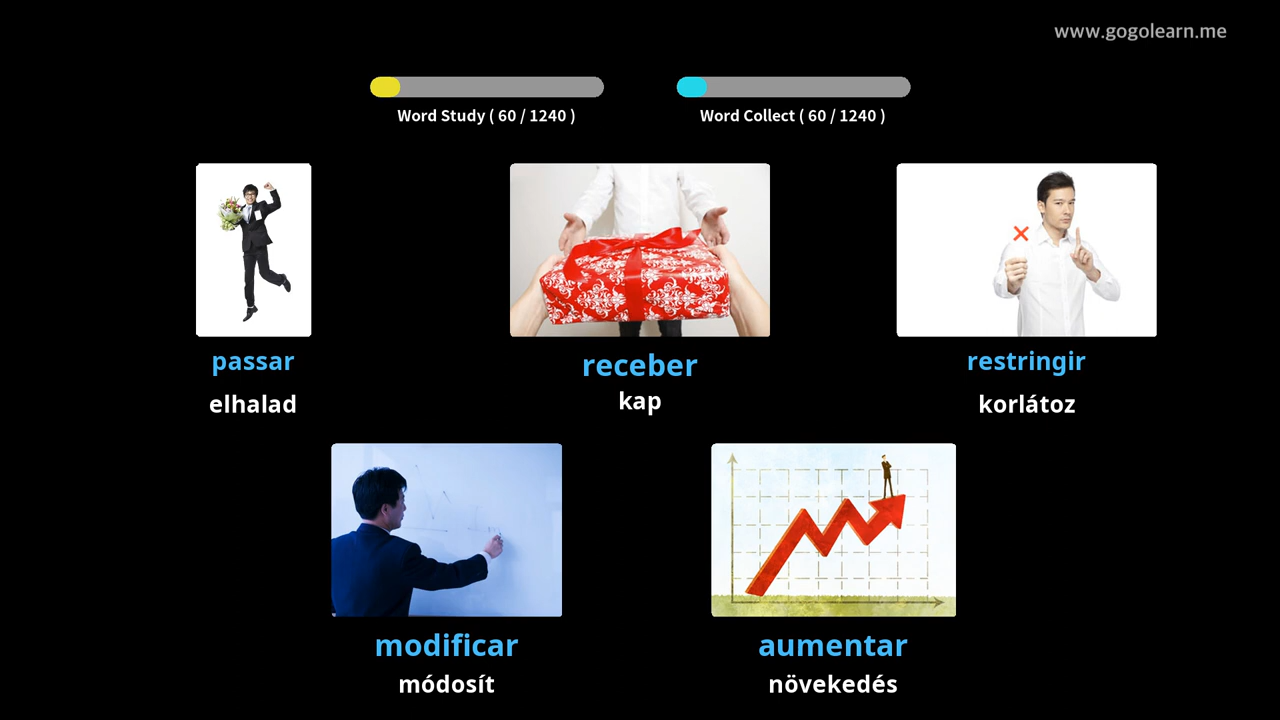 www.gogolearn.me
Word Study ( 60 / 1240 )
Word Collect ( 60 / 1240 )
passar
elhalad
receber
kap
restringir
korlátoz
modificar
módosít
aumentar
növekedés